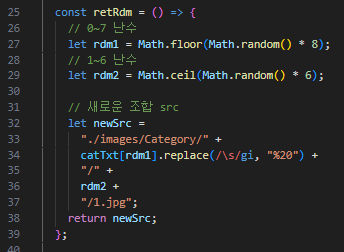 25 const retRdm = () => {
26 // 0~7 난수
27 let rdm1 = Math.floor(Math.random() * 8);
28 // 1~6 난수
29 let rdm2 = Math.ceil(Math.random() * 6);
30
31 // 새로운 조합 src
32 let newSrc =
33 "./images/Category/" +
34 catTxt[rdm1].replace(/\s/gi, "%20") +
35 "/" +
36 rdm2 +
37 "/1.jpg";
38 return newSrc;
39 };
40